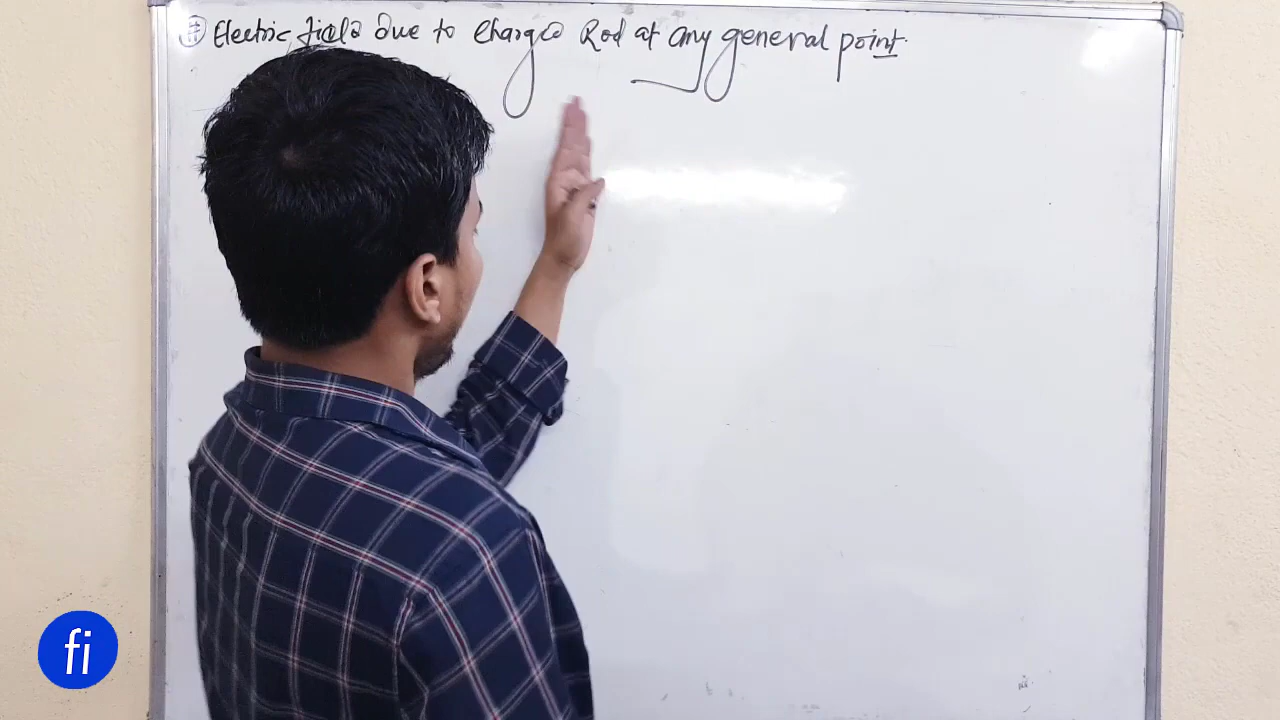 # Electric field due to charged Rod at any general point.
fi